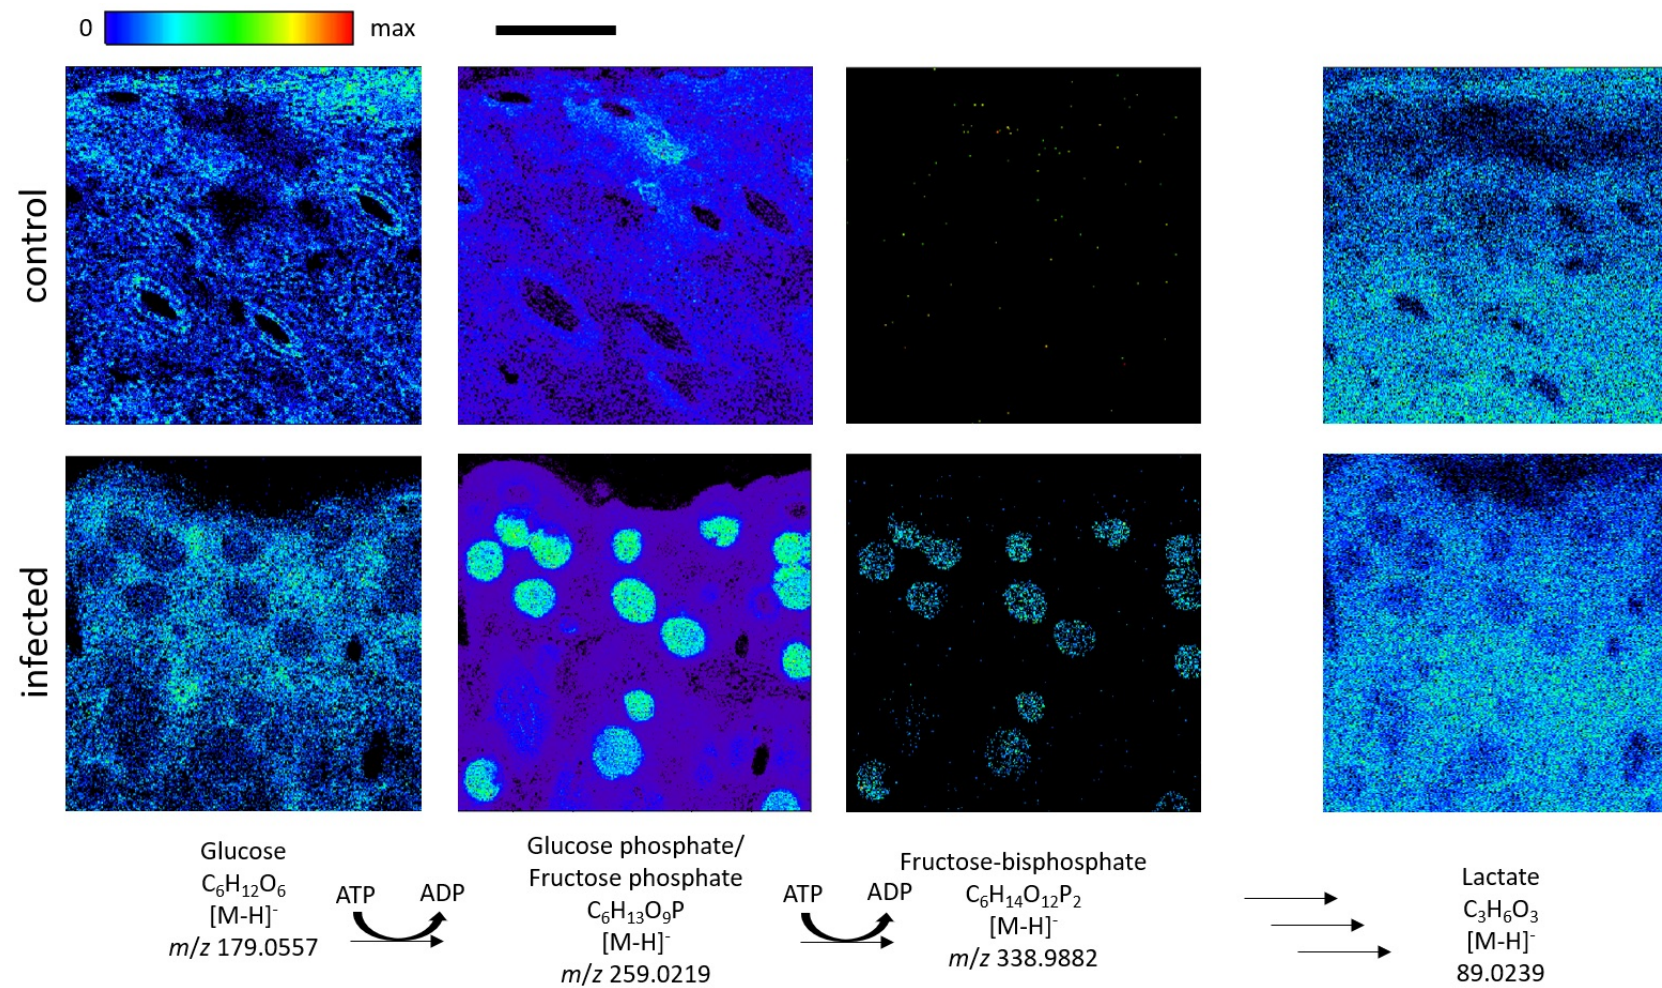 0 max
control
infected
Glucose
C₆H₁₂O₆
[M-H]⁻
m/z 179.0557
ATP ADP
Glucose phosphate/
Fructose phosphate
C₆H₁₃O₉P
[M-H]⁻
m/z 259.0219
ATP ADP
Fructose-bisphosphate
C₆H₁₄O₁₂P₂
[M-H]⁻
m/z 338.9882
Lactate
C₃H₆O₃
[M-H]⁻
89.0239